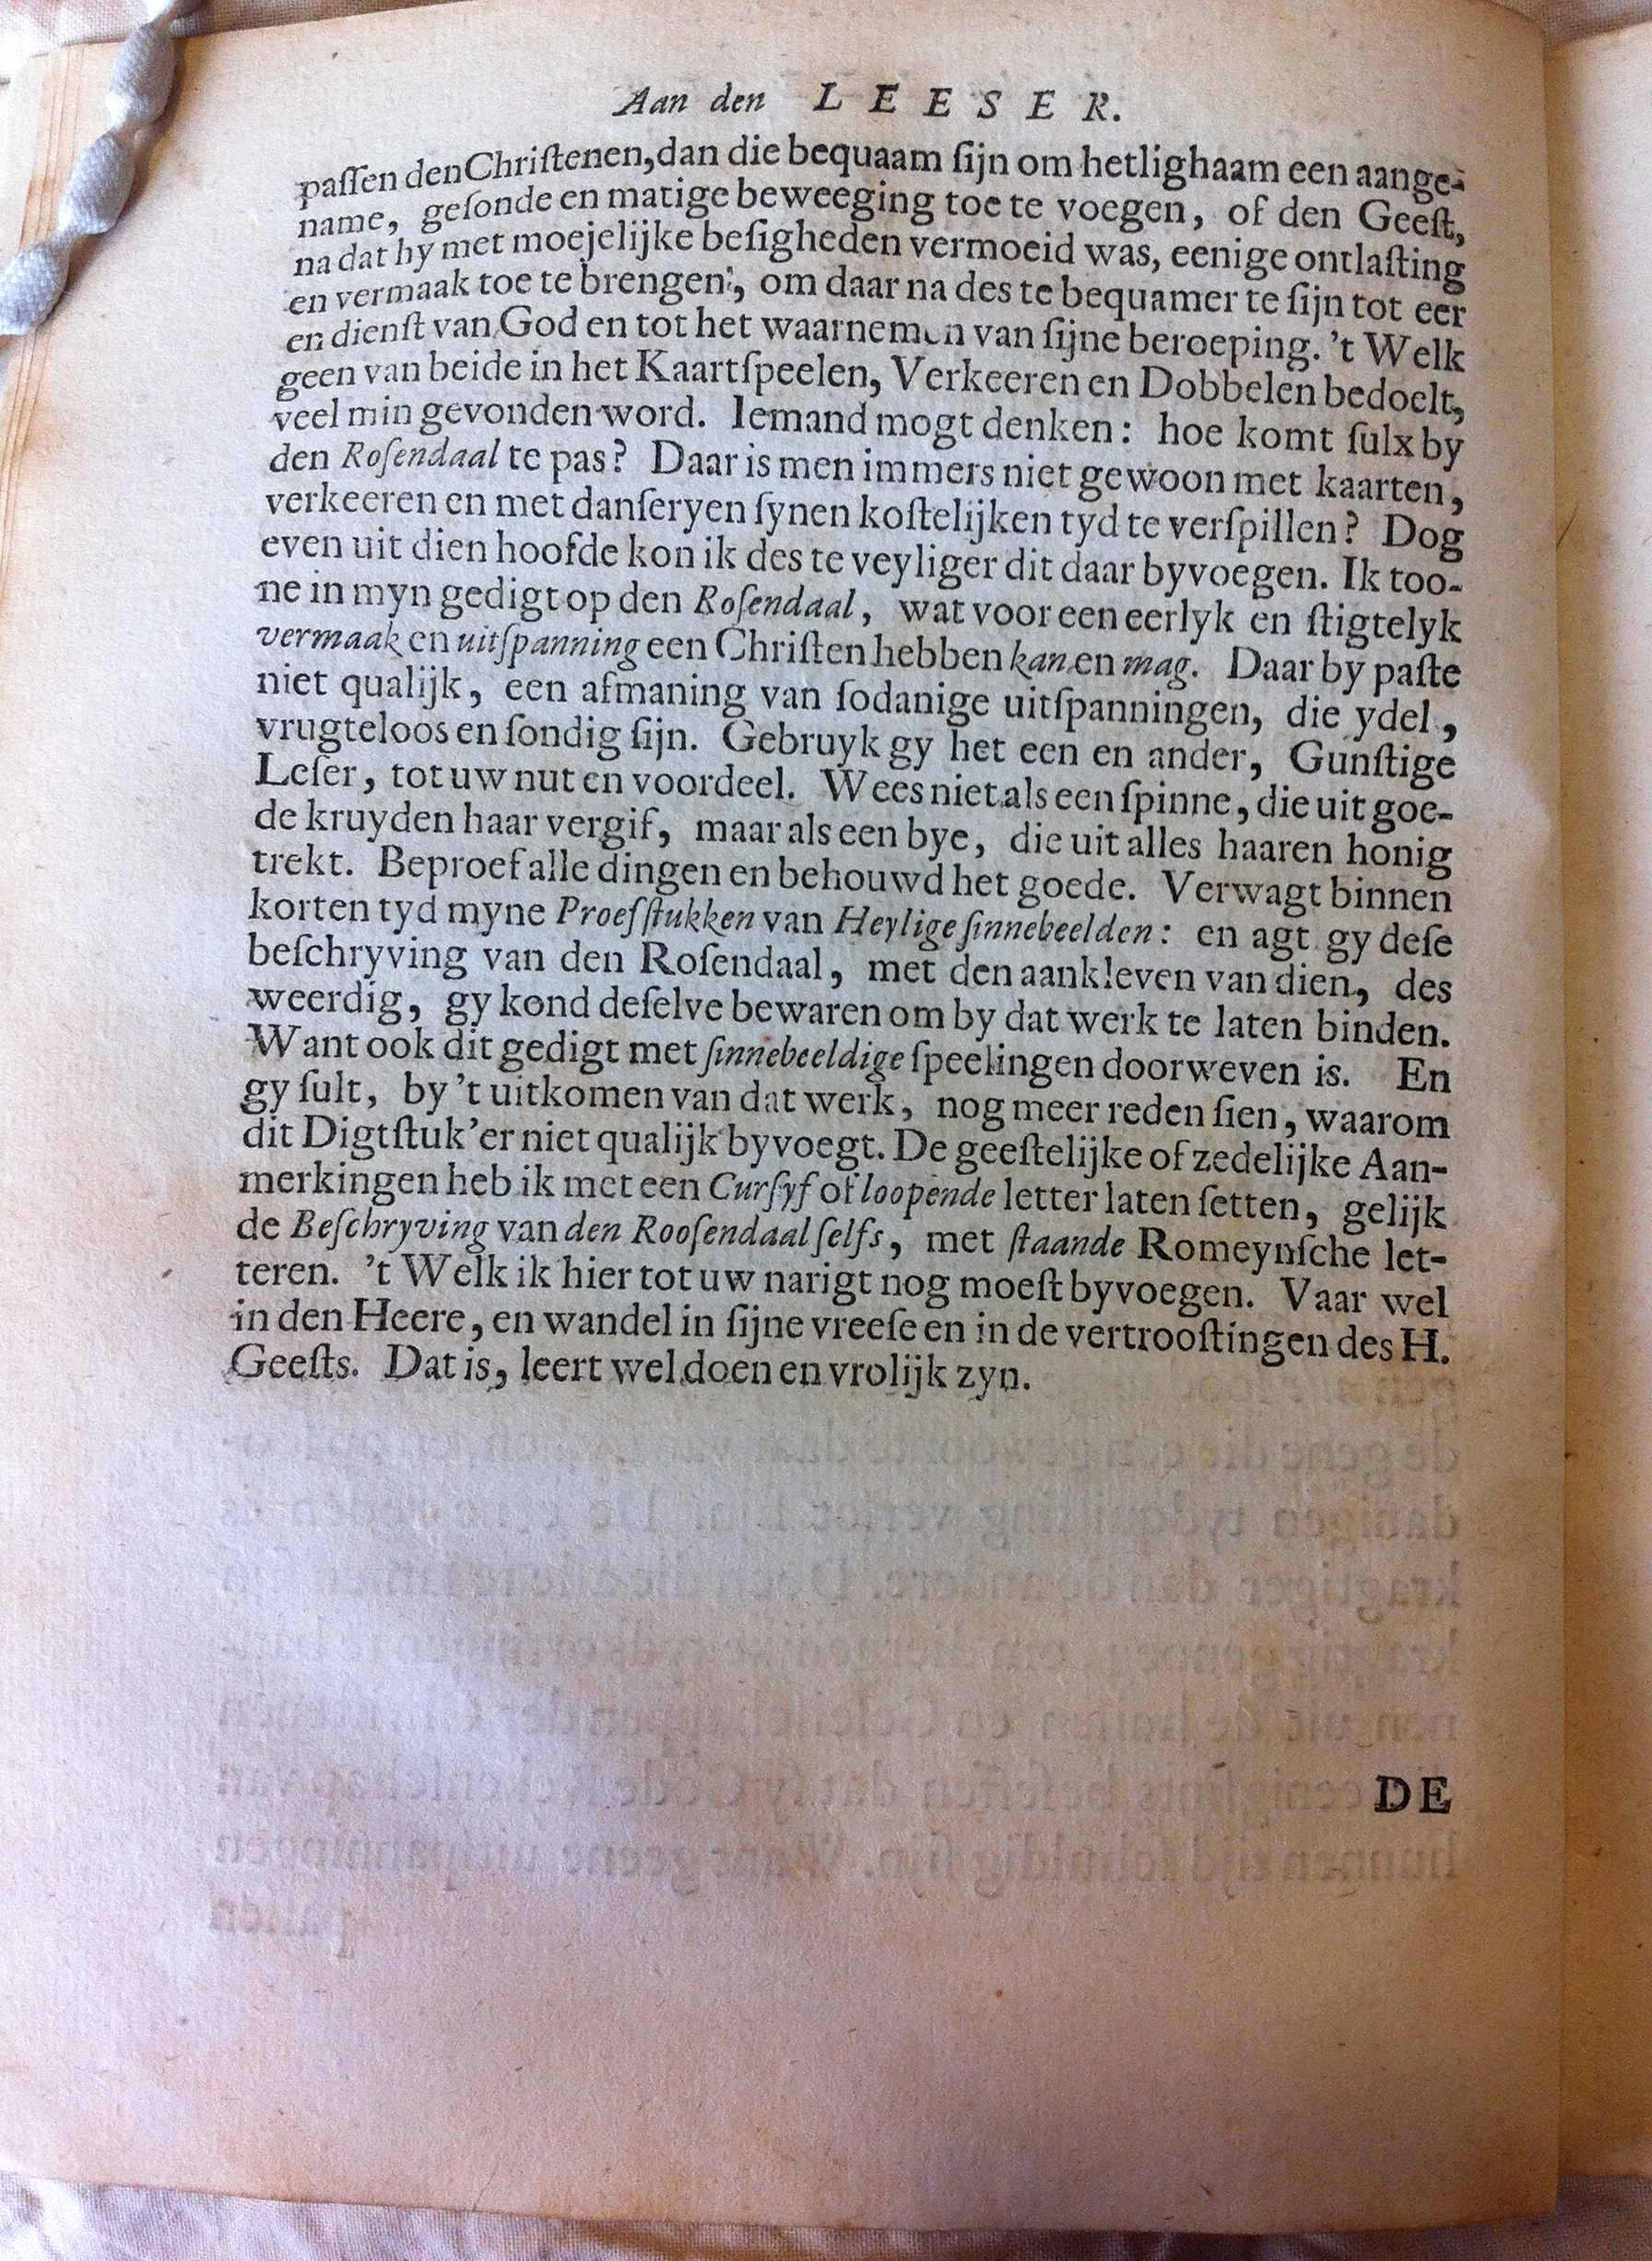 Aan den LEESER.
paſſen den Chriſtenen, dan die bequaam ſijn om het lighaam een aange-
name, geſonde en matige beweeging toe te voegen, of den Geeſt,
na dat hy met moejelijke beſigheden vermoeid was, eenige ontlaſting
en vermaak toe te brengen:, om daar na des te bequamer te ſijn tot eer
en dienſt van God en tot het waarnemen van ſijne beroeping. 't Welk
geen van beide in het Kaartſpeelen, Verkeeren en Dobbelen bedoelt,
veel min gevonden word. Iemand mogt denken: hoe komt ſulx by
den Roſendaal te pas? Daar is men immers niet gewoon met kaarten,
verkeeren en met danſeryen ſynen koſtelijken tyd te verſpillen? Dog
even uit dien hoofde kon ik des te veyliger dit daar byvoegen. Ik too-
ne in myn gedigt op den Roſendaal, wat voor een eerlyk en ſtigtelyk
vermaak en uitſpanning een Chriſten hebben kan en mag. Daar by paſte
niet qualijk, een afmaning van ſodanige uitſpanningen, die ydel,
vrugteloos en ſondig ſijn. Gebruyk gy het een en ander, Gunſtige
Leſer, tot uw nut en voordeel. Wees niet als een ſpinne, die uit goe-
de kruyden haar vergif, maar als een bye, die uit alles haaren honig
trekt. Beproef alle dingen en behouwd het goede. Verwagt binnen
korten tyd myne Proefſtukken van Heylige ſinnebeelden: en agt gy deſe
beſchryving van den Roſendaal, met den aankleven van dien, des
weerdig, gy kond deſelve bewaren om by dat werk te laten binden.
Want ook dit gedigt met ſinnebeeldige ſpeelingen doorweven is. En
gy ſult, by 't uitkomen van dat werk, nog meer reden ſien, waarom
dit Digtſtuk 'er niet qualijk byvoegt. De geeſtelijke of zedelijke Aan-
merkingen heb ik met een Curſyf of loopende letter laten ſetten, gelijk
de Beſchryving van den Rooſendaal ſelfs, met ſtaande Romeynſche let-
teren. 't Welk ik hier tot uw narigt nog moeſt byvoegen. Vaar wel
in den Heere, en wandel in ſijne vreeſe en in de vertrooſtingen des H.
Geeſts. Dat is, leert wel doen en vrolijk zyn.
DE